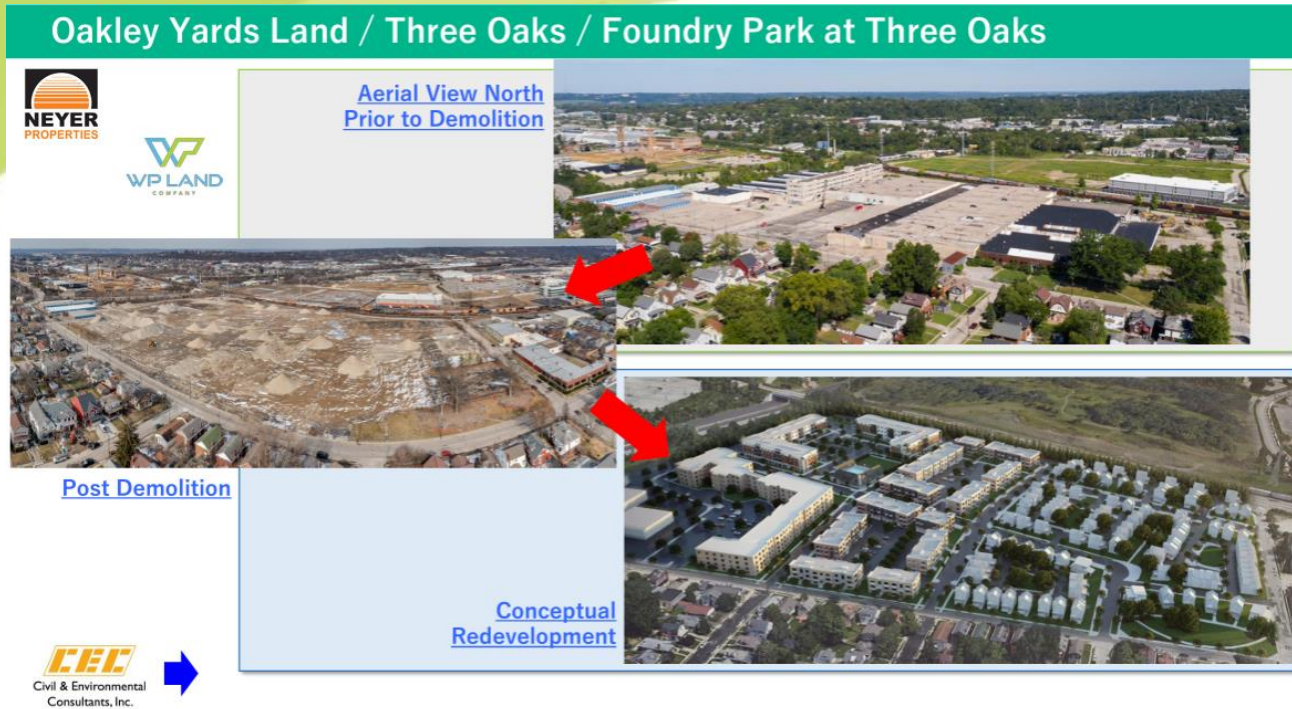 Oakley Yards Land / Three Oaks / Foundry Park at Three Oaks
NEYER
PROPERTIES
WP LAND
COMPANY
Aerial View North
Prior to Demolition
Post Demolition
Conceptual
Redevelopment
CEC
Civil & Environmental
Consultants, Inc.